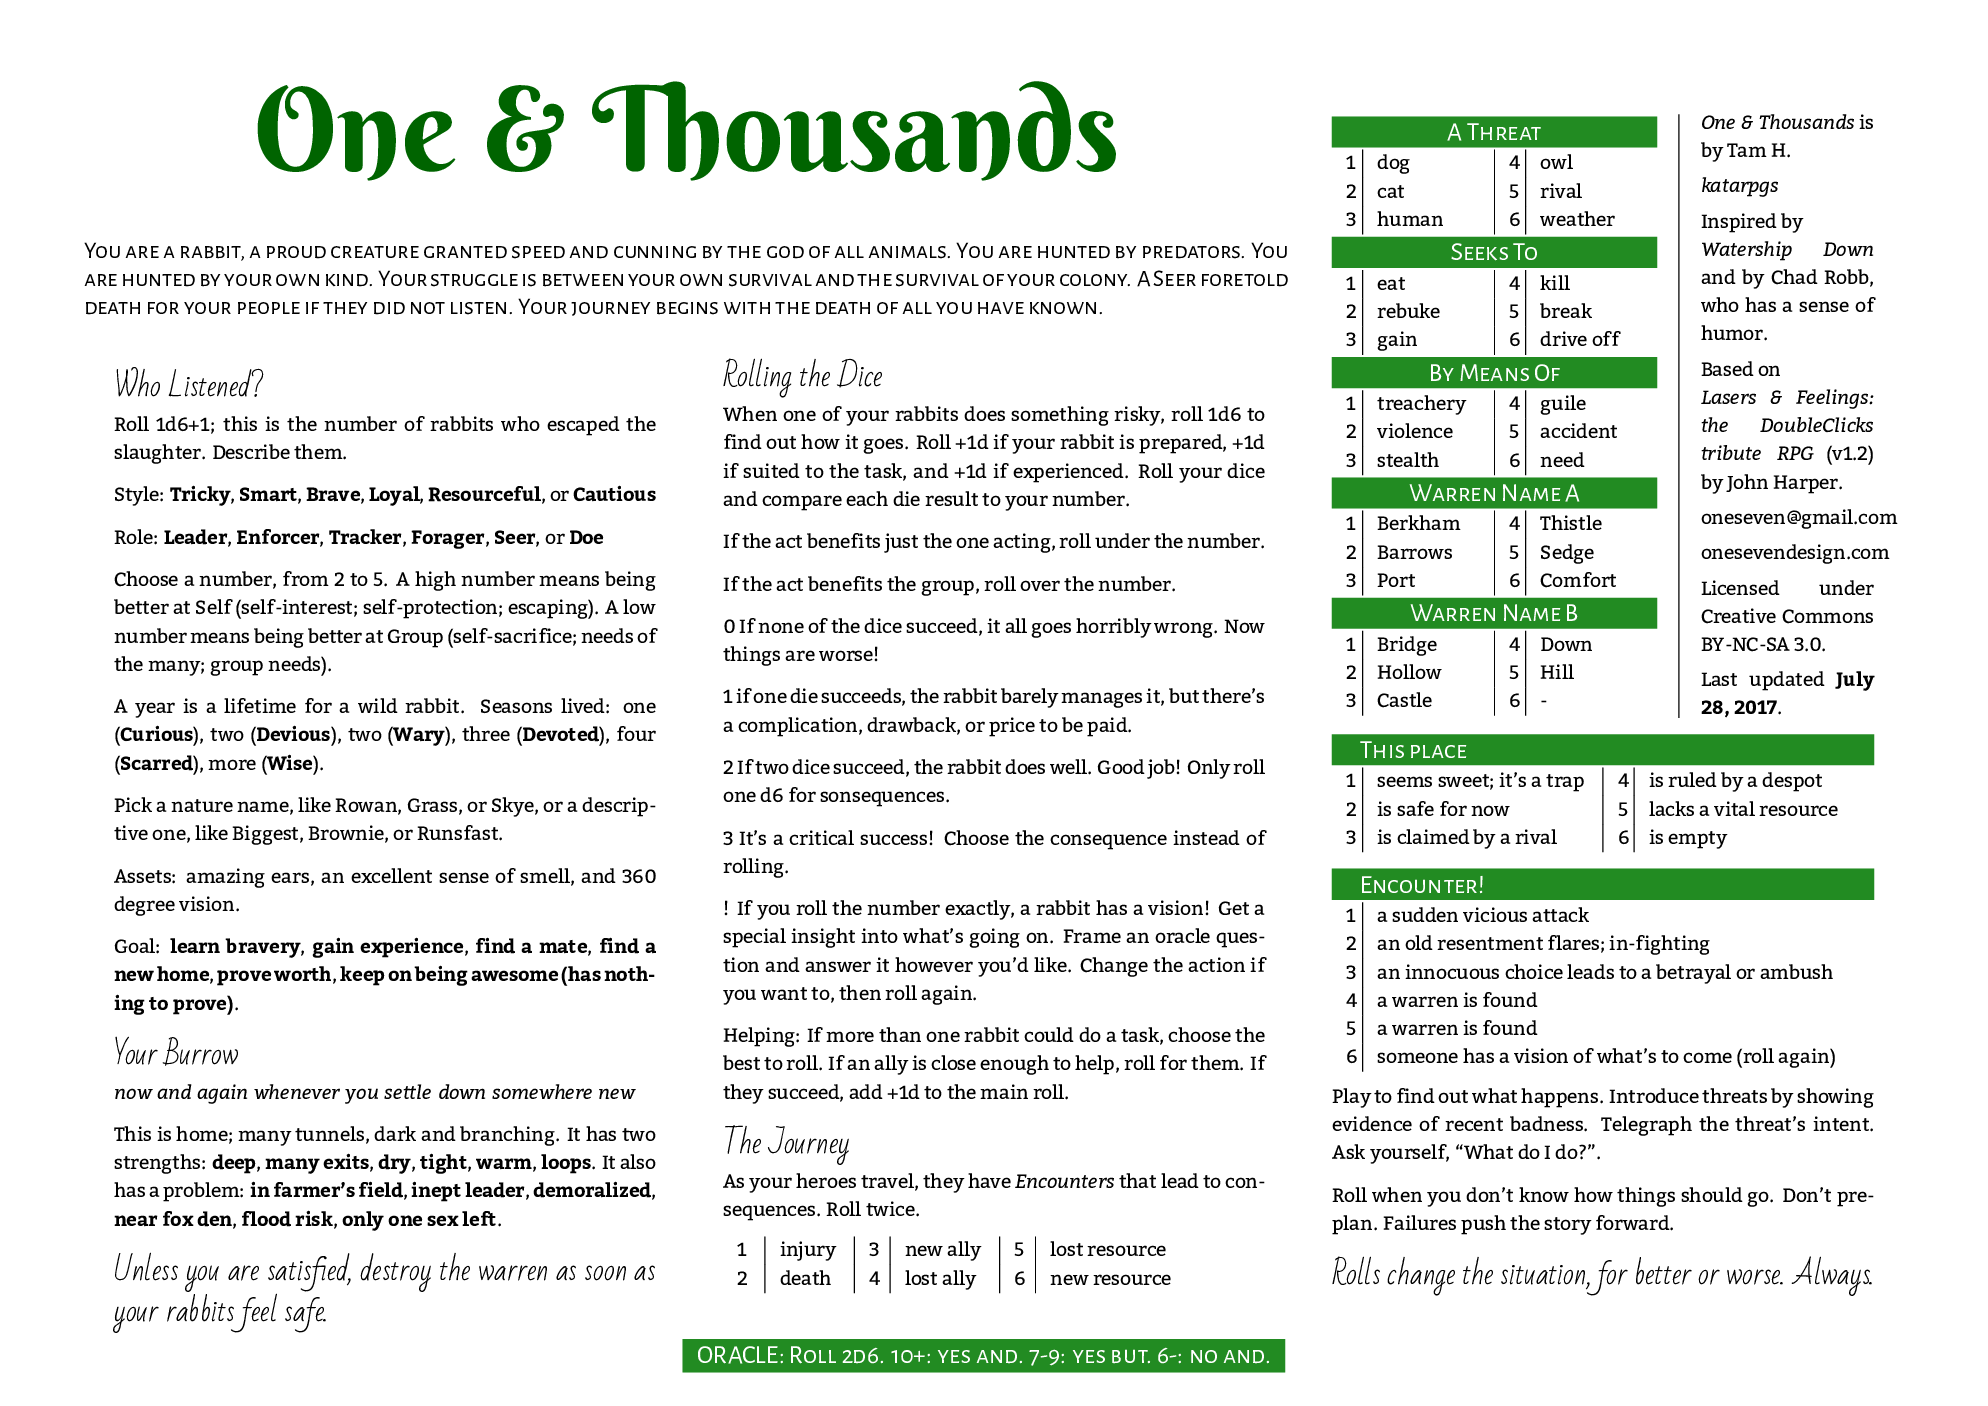 One & Thousands
You are a rabbit, a proud creature granted speed and cunning by the god of all animals. You are hunted by predators. You
are hunted by your own kind. Your struggle is between your own survival and the survival of your colony. A Seer foretold
death for your people if they did not listen. Your journey begins with the death of all you have known.
Who Listened?
Roll 1d6+1; this is the number of rabbits who escaped the
slaughter. Describe them.
Style: Tricky, Smart, Brave, Loyal, Resourceful, or Cautious
Role: Leader, Enforcer, Tracker, Forager, Seer, or Doe
Choose a number, from 2 to 5. A high number means being
better at Self (self-interest; self-protection; escaping). A low
number means being better at Group (self-sacrifice; needs of
the many; group needs).
A year is a lifetime for a wild rabbit. Seasons lived: one
(Curious), two (Devious), two (Wary), three (Devoted), four
(Scarred), more (Wise).
Pick a nature name, like Rowan, Grass, or Skye, or a descrip-
tive one, like Biggest, Brownie, or Runsfast.
Assets: amazing ears, an excellent sense of smell, and 360
degree vision.
Goal: learn bravery, gain experience, find a mate, find a
new home, prove worth, keep on being awesome (has noth-
ing to prove).
Your Burrow
now and again whenever you settle down somewhere new
This is home; many tunnels, dark and branching. It has two
strengths: deep, many exits, dry, tight, warm, loops. It also
has a problem: in farmer's field, inept leader, demoralized,
near fox den, flood risk, only one sex left.
Unless you are satisfied, destroy the warren as soon as
your rabbits feel safe.
Rolling the Dice
When one of your rabbits does something risky, roll 1d6 to
find out how it goes. Roll +1d if your rabbit is prepared, +1d
if suited to the task, and +1d if experienced. Roll your dice
and compare each die result to your number.
If the act benefits just the one acting, roll under the number.
If the act benefits the group, roll over the number.
0 If none of the dice succeed, it all goes horribly wrong. Now
things are worse!
1 if one die succeeds, the rabbit barely manages it, but there's
a complication, drawback, or price to be paid.
2 If two dice succeed, the rabbit does well. Good job! Only roll
one d6 for sonsequences.
3 It's a critical success! Choose the consequence instead of
rolling.
! If you roll the number exactly, a rabbit has a vision! Get a
special insight into what's going on. Frame an oracle ques-
tion and answer it however you'd like. Change the action if
you want to, then roll again.
Helping: If more than one rabbit could do a task, choose the
best to roll. If an ally is close enough to help, roll for them. If
they succeed, add +1d to the main roll.
The Journey
As your heroes travel, they have Encounters that lead to con-
sequences. Roll twice.
1 injury 3 new ally 5 lost resource
2 death 4 lost ally 6 new resource
ORACLE: Roll 2d6. 10+: yes and. 7-9: yes but. 6-: no and.
A Threat
1 dog 4 owl
2 cat 5 rival
3 human 6 weather
Seeks To
1 eat 4 kill
2 rebuke 5 break
3 gain 6 drive off
By Means Of
1 treachery 4 guile
2 violence 5 accident
3 stealth 6 need
Warren Name A
1 Berkham 4 Thistle
2 Barrows 5 Sedge
3 Port 6 Comfort
Warren Name B
1 Bridge 4 Down
2 Hollow 5 Hill
3 Castle 6 -
One & Thousands is
by Tam H.
katarpgs
Inspired by
Watership Down
and by Chad Robb,
who has a sense of
humor.
Based on
Lasers & Feelings:
the DoubleClicks
tribute RPG (v1.2)
by John Harper.
oneseven@gmail.com
onesevendesign.com
Licensed under
Creative Commons
BY-NC-SA 3.0.
Last updated July
28, 2017.
This place
1 seems sweet; it's a trap 4 is ruled by a despot
2 is safe for now 5 lacks a vital resource
3 is claimed by a rival 6 is empty
Encounter!
1 a sudden vicious attack
2 an old resentment flares; in-fighting
3 an innocuous choice leads to a betrayal or ambush
4 a warren is found
5 a warren is found
6 someone has a vision of what's to come (roll again)
Play to find out what happens. Introduce threats by showing
evidence of recent badness. Telegraph the threat's intent.
Ask yourself, "What do I do?".
Roll when you don't know how things should go. Don't pre-
plan. Failures push the story forward.
Rolls change the situation, for better or worse. Always.